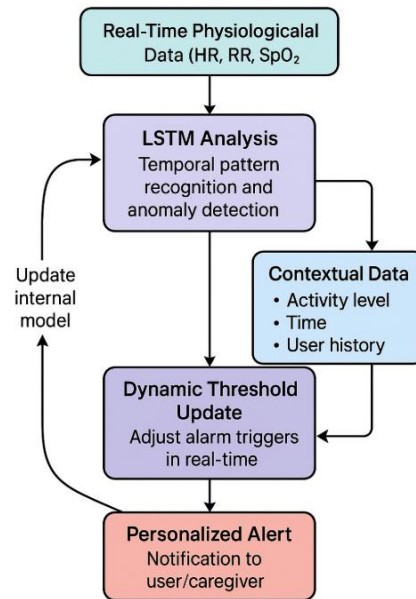 Real-Time Physiologicalal
Data (HR, RR, SpO₂
LSTM Analysis
Temporal pattern
recognition and
anomaly detection
Update
internal
model
Contextual Data
• Activity level
• Time
• User history
Dynamic Threshold
Update
Adjust alarm triggers
in real-time
Personalized Alert
Notification to
user/caregiver